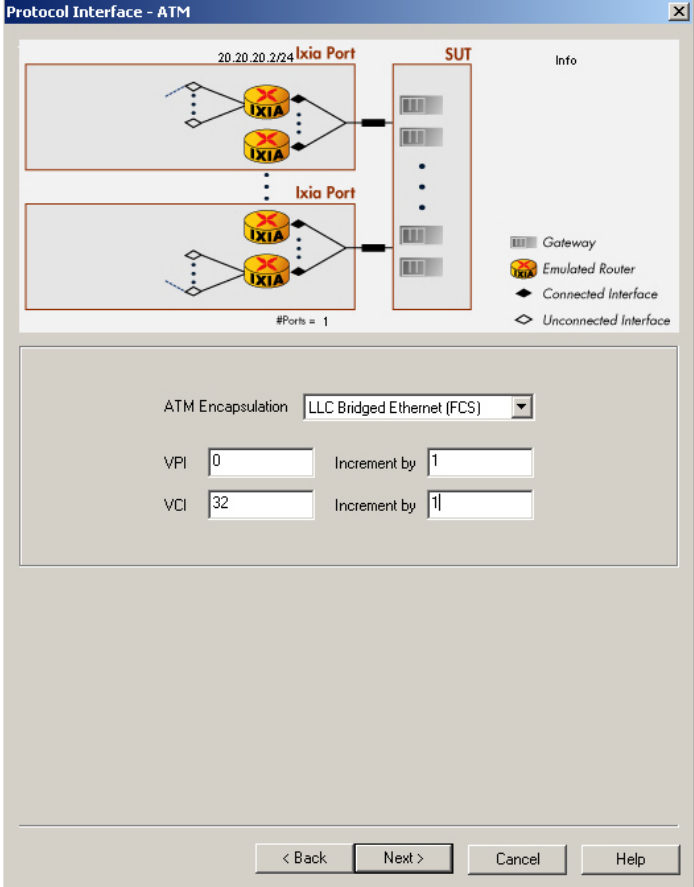 Protocol Interface - ATM
20.20.20.2/24 Ixia Port SUT Info
IXIA
IXIA
Ixia Port
IXIA
IXIA
Gateway
IXIA Emulated Router
Connected Interface
Unconnected Interface
#Ports = 1
ATM Encapsulation LLC Bridged Ethernet (FCS)
VPI 0 Increment by 1
VCI 32 Increment by 1
< Back Next > Cancel Help